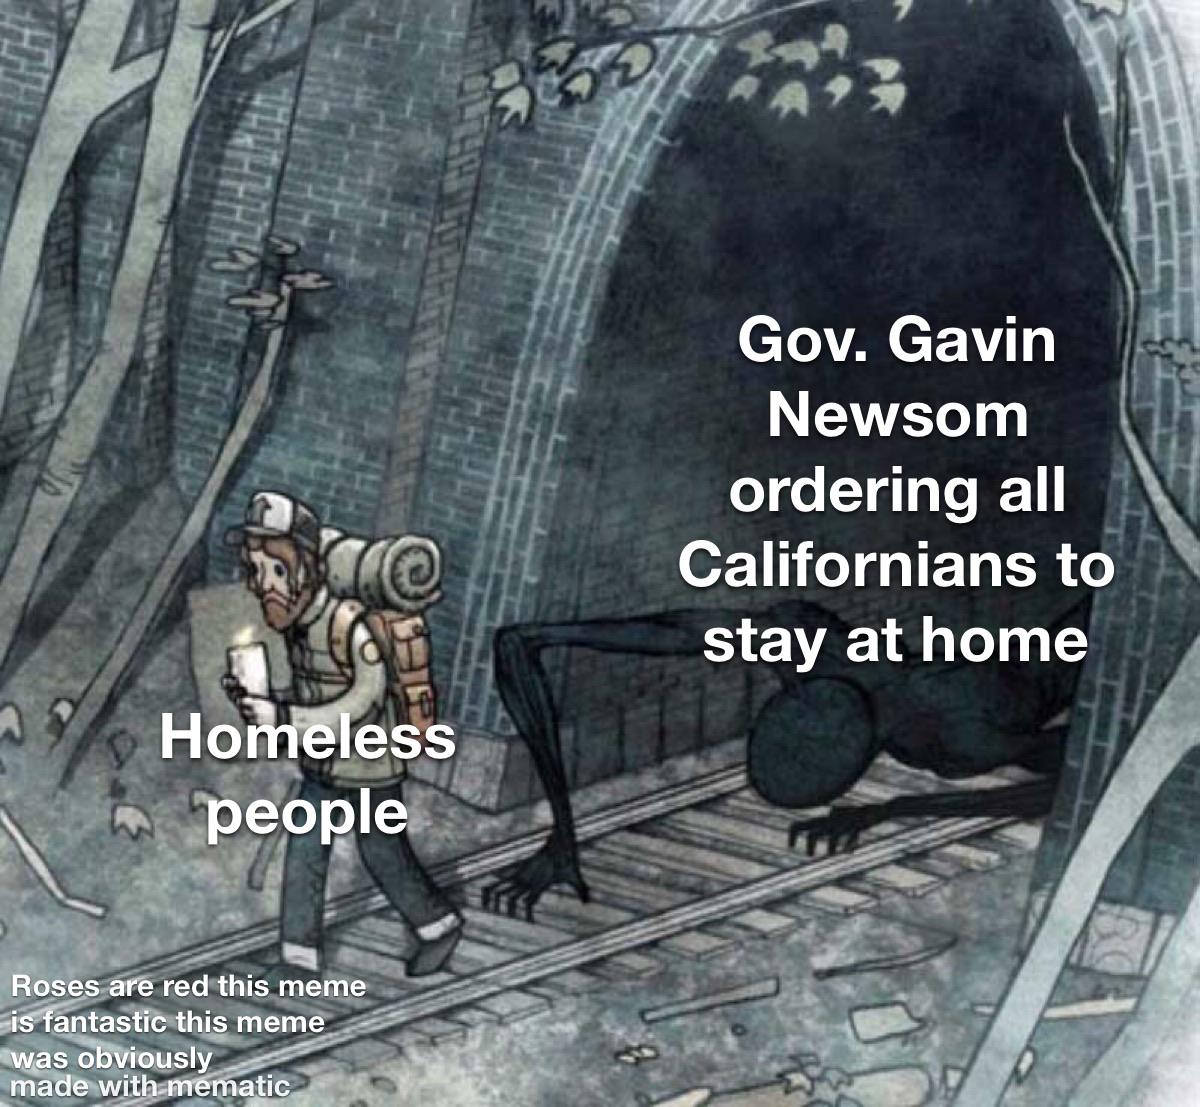 Gov. Gavin
Newsom
ordering all
Californians to
stay at home
Homeless
people
Roses are red this meme
is fantastic this meme
was obviously
made with mematic